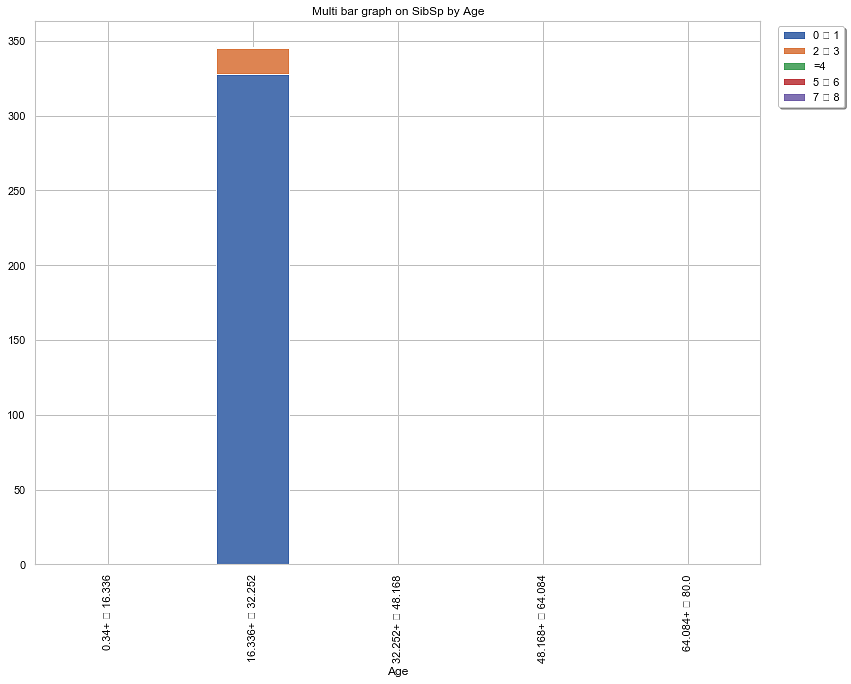 Multi bar graph on SibSp by Age
350
300
250
200
150
100
50
0
0 □ 1
2 □ 3
=4
5 □ 6
7 □ 8
0.34+ □ 16.336
16.336+ □ 32.252
32.252+ □ 48.168
48.168+ □ 64.084
64.084+ □ 80.0
Age